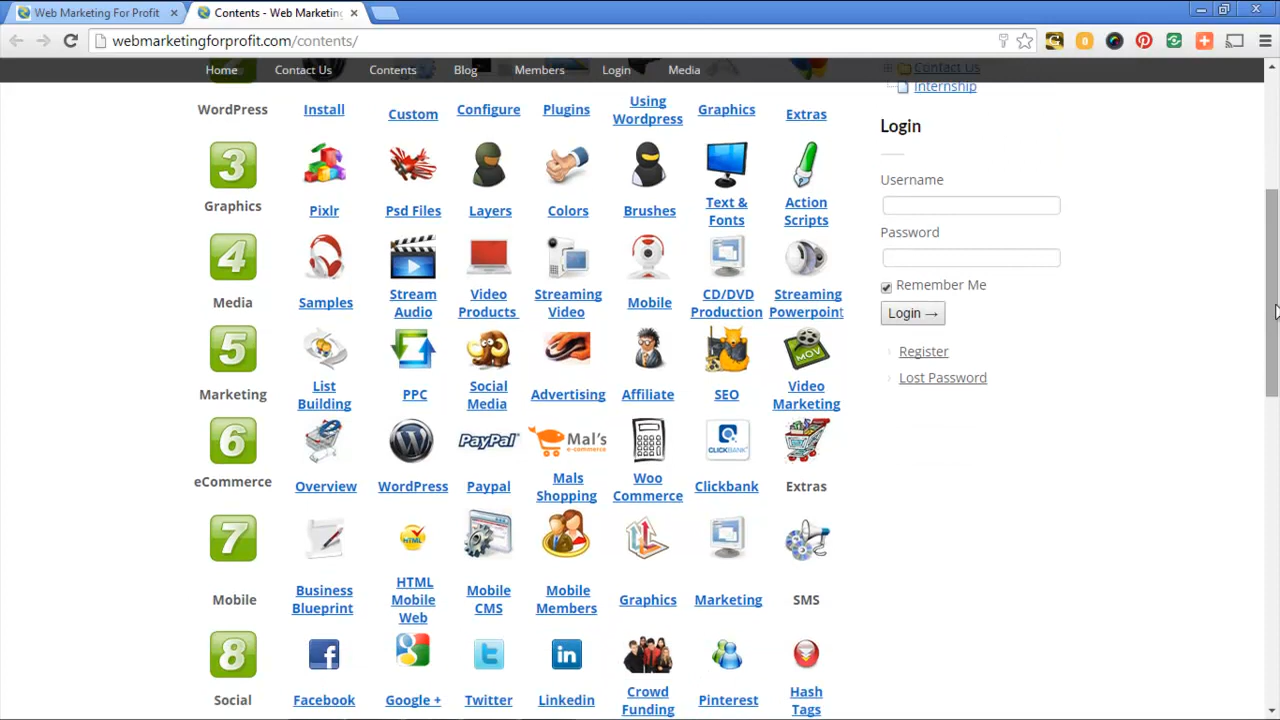 Web Marketing For Profit
Contents - Web Marketing
webmarketingforprofit.com/contents/
Home Contact Us Contents Blog Members Login Media
Contact Us
Internship
WordPress Install Custom Configure Plugins Using Wordpress Graphics Extras
Login
Username
Password
Remember Me
Login →
Register
Lost Password
3
Graphics Pixlr Psd Files Layers Colors Brushes Text & Fonts Action Scripts
4
Media Samples Stream Audio Video Products Streaming Video Mobile CD/DVD Production Streaming Powerpoint
MOV
5
Marketing List Building PPC Social Media Advertising Affiliate SEO Video Marketing
6 PayPal Mal's e-commerce CLICKBANK
eCommerce Overview WordPress Paypal Mals Shopping Woo Commerce Clickbank Extras
7 HTML
Mobile Business Blueprint HTML Mobile Web Mobile CMS Mobile Members Graphics Marketing SMS
8
Social Facebook Google + Twitter Linkedin Crowd Funding Pinterest Hash Tags